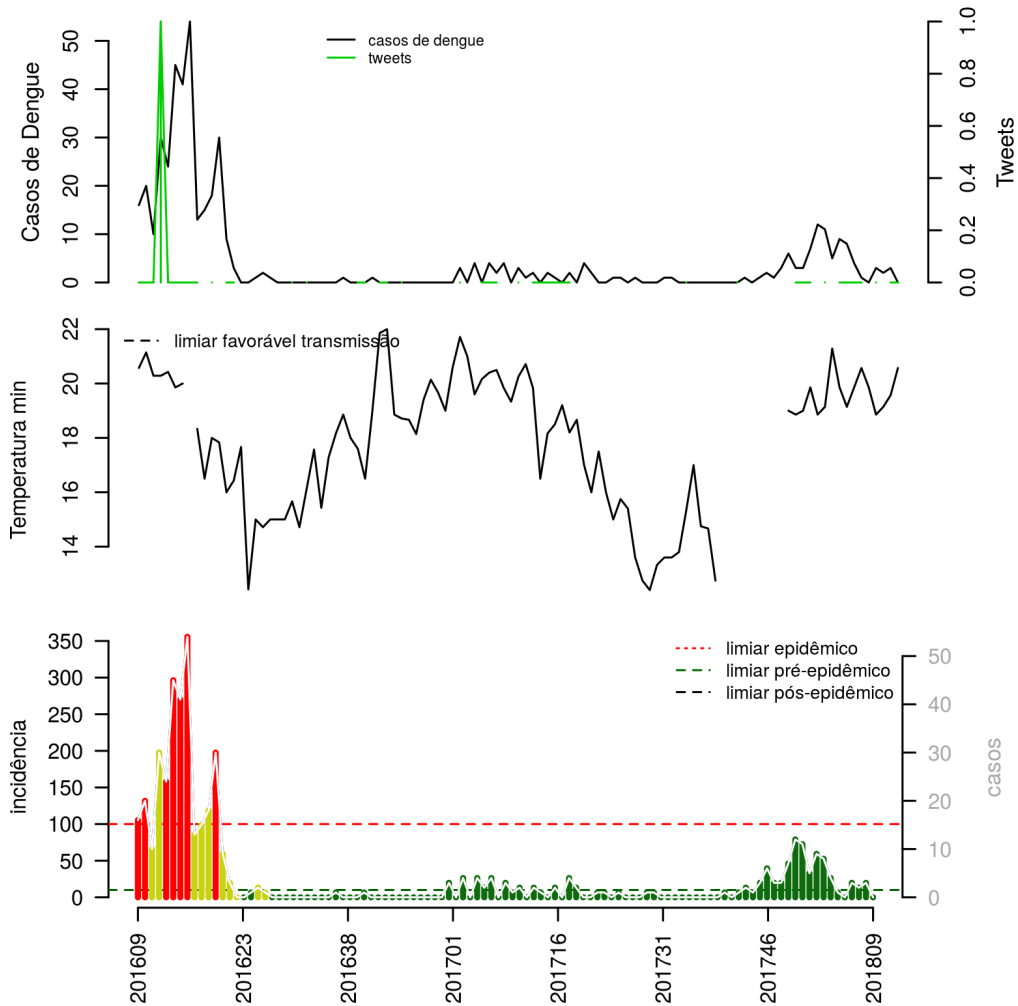 casos de dengue
tweets
Casos de Dengue
0 10 20 30 40 50
Tweets
0.0 0.2 0.4 0.6 0.8 1.0
limiar favorável transmissão
Temperatura min
14 16 18 20 22
limiar epidêmico
limiar pré-epidêmico
limiar pós-epidêmico
incidência
350
300
250
200
150
100
50
0
casos
50
40
30
20
10
0
201609 201623 201638 201701 201716 201731 201746 201809